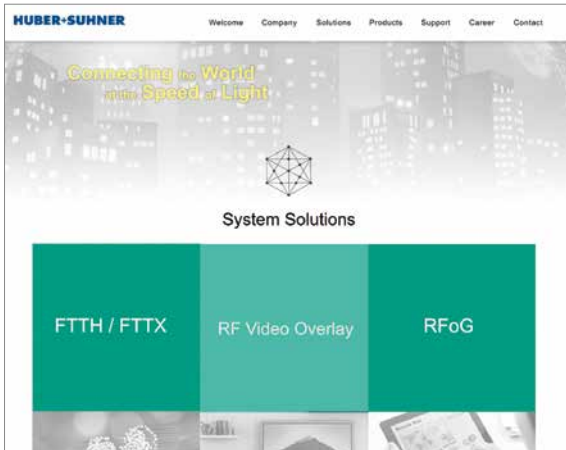 HUBER+SUHNER
Welcome Company Solutions Products Support Career Contact
Connecting the World
at the Speed of Light
System Solutions
FTTH / FTTX
RF Video Overlay
RFoG